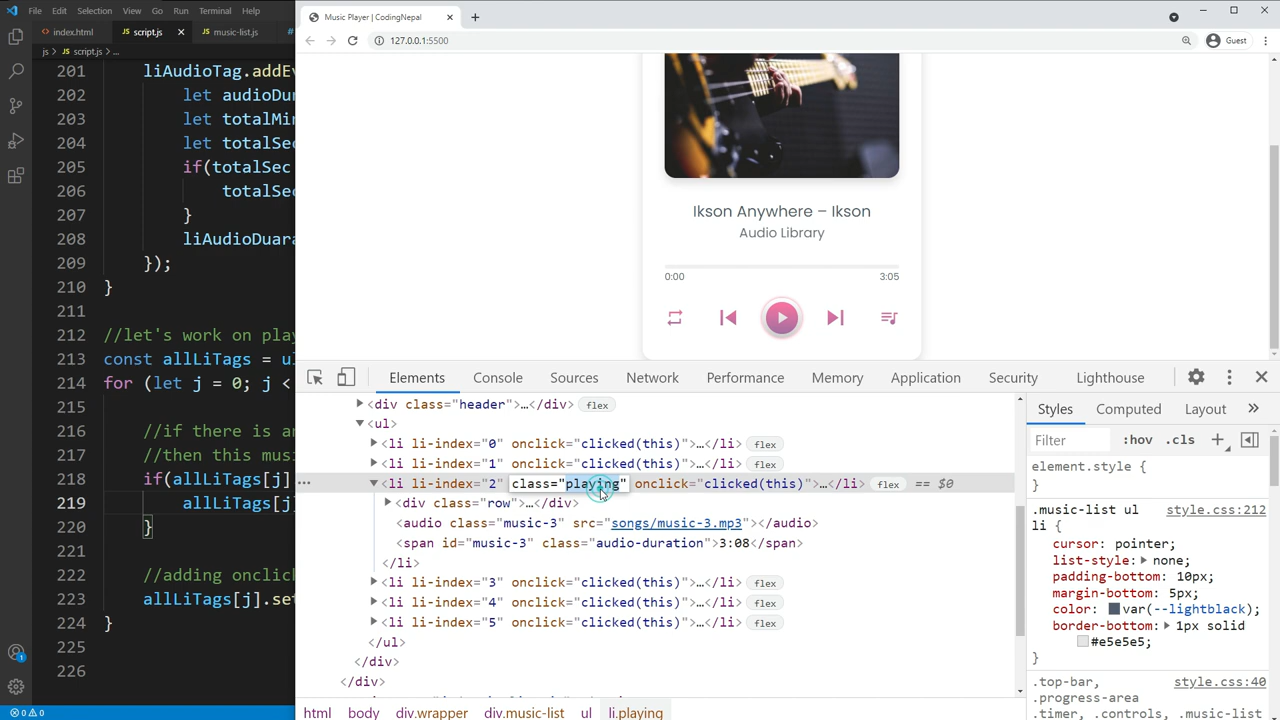 File Edit Selection View Go Run Terminal Help
index.html script.js music-list.js
js > script.js > ...
201 liAudioTag.addEv
202 let audioDur
203 let totalMin
204 let totalSec
205 if(totalSec
206 totalSec
207 }
208 liAudioDuara
209 });
210 }
211
212 //let's work on play
213 const allLiTags = ul
214 for (let j = 0; j <
215
216 //if there is an
217 //then this musi
218 if(allLiTags[j]
219 allLiTags[j]
220 }
221
222 //adding onclick
223 allLiTags[j].set
224 }
225
226
1
0 0
Music Player | CodingNepal
127.0.0.1:5500 Guest
Ikson Anywhere – Ikson
Audio Library
0:00 3:05
Elements Console Sources Network Performance Memory Application Security Lighthouse
<div class="header">…</div> flex
<ul>
<li li-index="0" onclick="clicked(this)">…</li> flex
<li li-index="1" onclick="clicked(this)">…</li> flex
<li li-index="2" class="playing" onclick="clicked(this)">…</li> flex == $0
<div class="row">…</div>
<audio class="music-3" src="songs/music-3.mp3"></audio>
<span id="music-3" class="audio-duration">3:08</span>
</li>
<li li-index="3" onclick="clicked(this)">…</li> flex
<li li-index="4" onclick="clicked(this)">…</li> flex
<li li-index="5" onclick="clicked(this)">…</li> flex
</ul>
</div>
</div>
html body div.wrapper div.music-list ul li.playing
Styles Computed Layout »
Filter :hov .cls +
element.style {
}
.music-list ul style.css:212
li {
cursor: pointer;
list-style: none;
padding-bottom: 10px;
margin-bottom: 5px;
color: var(--lightblack);
border-bottom: 1px solid
#e5e5e5;
}
.top-bar, style.css:40
.progress-area
.timer, .controls, .music-list